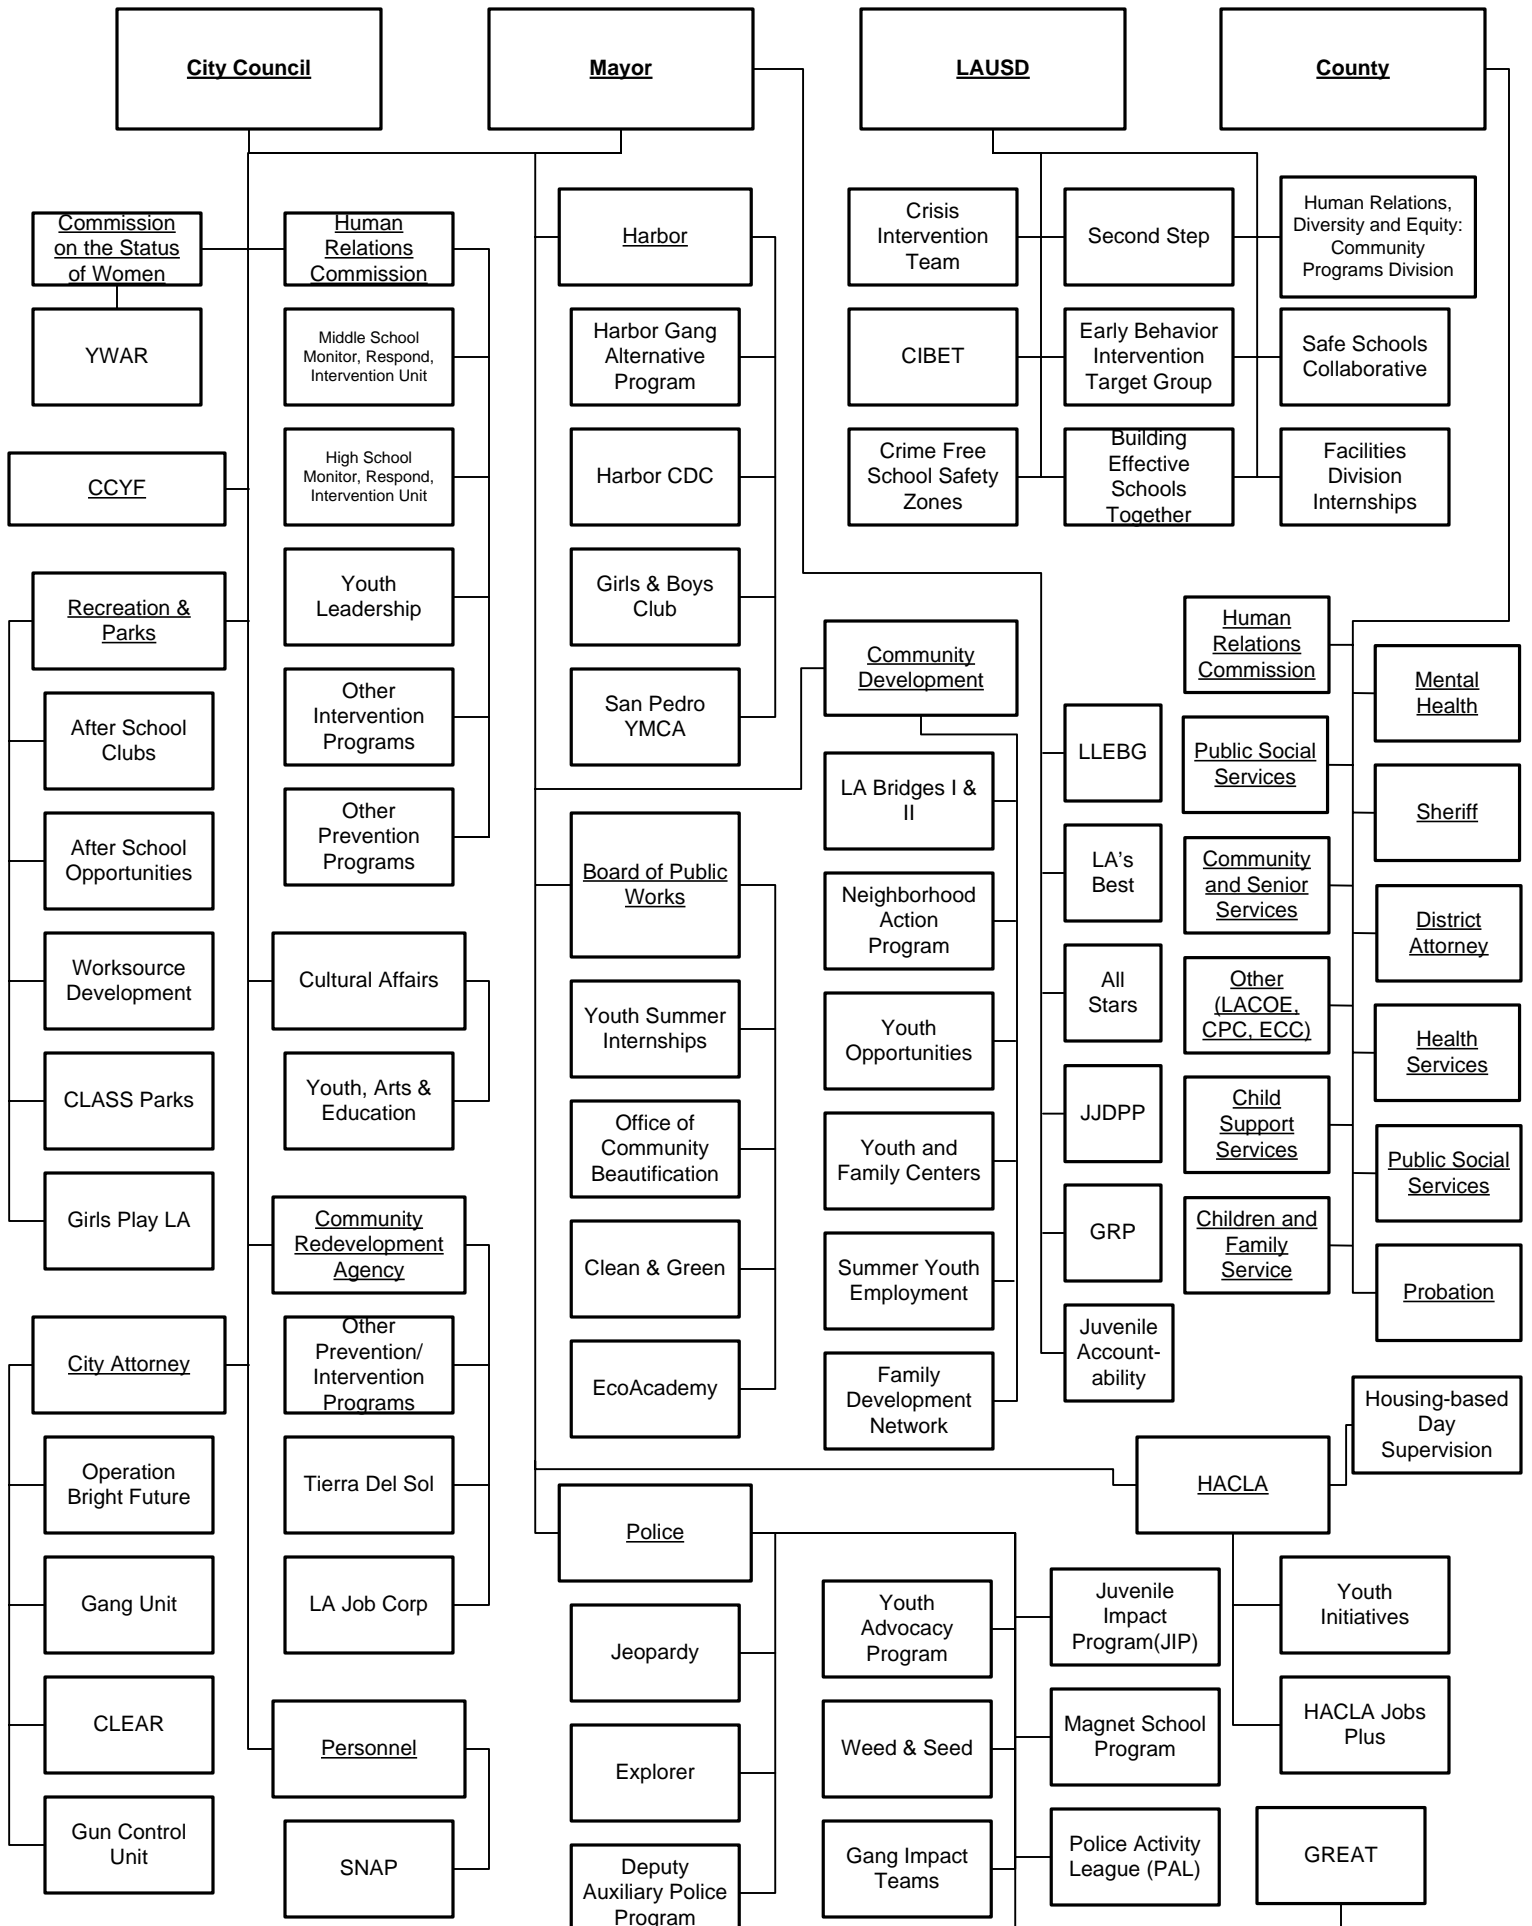 City Council
Mayor
LAUSD
County
Commission
on the Status
of Women
YWAR
CCYF
Recreation &
Parks
After School
Clubs
After School
Opportunities
Worksource
Development
CLASS Parks
Girls Play LA
City Attorney
Operation
Bright Future
Gang Unit
CLEAR
Gun Control
Unit
Human
Relations
Commission
Middle School
Monitor, Respond,
Intervention Unit
High School
Monitor, Respond,
Intervention Unit
Youth
Leadership
Other
Intervention
Programs
Other
Prevention
Programs
Cultural Affairs
Youth, Arts &
Education
Community
Redevelopment
Agency
Other
Prevention/
Intervention
Programs
Tierra Del Sol
LA Job Corp
Personnel
SNAP
Harbor
Harbor Gang
Alternative
Program
Harbor CDC
Girls & Boys
Club
San Pedro
YMCA
Board of Public
Works
Youth Summer
Internships
Office of
Community
Beautification
Clean & Green
EcoAcademy
Police
Jeopardy
Explorer
Deputy
Auxiliary Police
Program
Community
Development
LA Bridges I &
II
Neighborhood
Action
Program
Youth
Opportunities
Youth and
Family Centers
Summer Youth
Employment
Family
Development
Network
Youth
Advocacy
Program
Weed & Seed
Gang Impact
Teams
Juvenile
Impact
Program(JIP)
Magnet School
Program
Police Activity
League (PAL)
Crisis
Intervention
Team
CIBET
Crime Free
School Safety
Zones
Second Step
Early Behavior
Intervention
Target Group
Building
Effective
Schools
Together
Human Relations,
Diversity and Equity:
Community
Programs Division
Safe Schools
Collaborative
Facilities
Division
Internships
LLEBG
LA's
Best
All
Stars
JJDPP
GRP
Juvenile
Account-
ability
Human
Relations
Commission
Public Social
Services
Community
and Senior
Services
Other
(LACOE,
CPC, ECC)
Child
Support
Services
Children and
Family
Service
Mental
Health
Sheriff
District
Attorney
Health
Services
Public Social
Services
Probation
HACLA
Housing-based
Day
Supervision
Youth
Initiatives
HACLA Jobs
Plus
GREAT